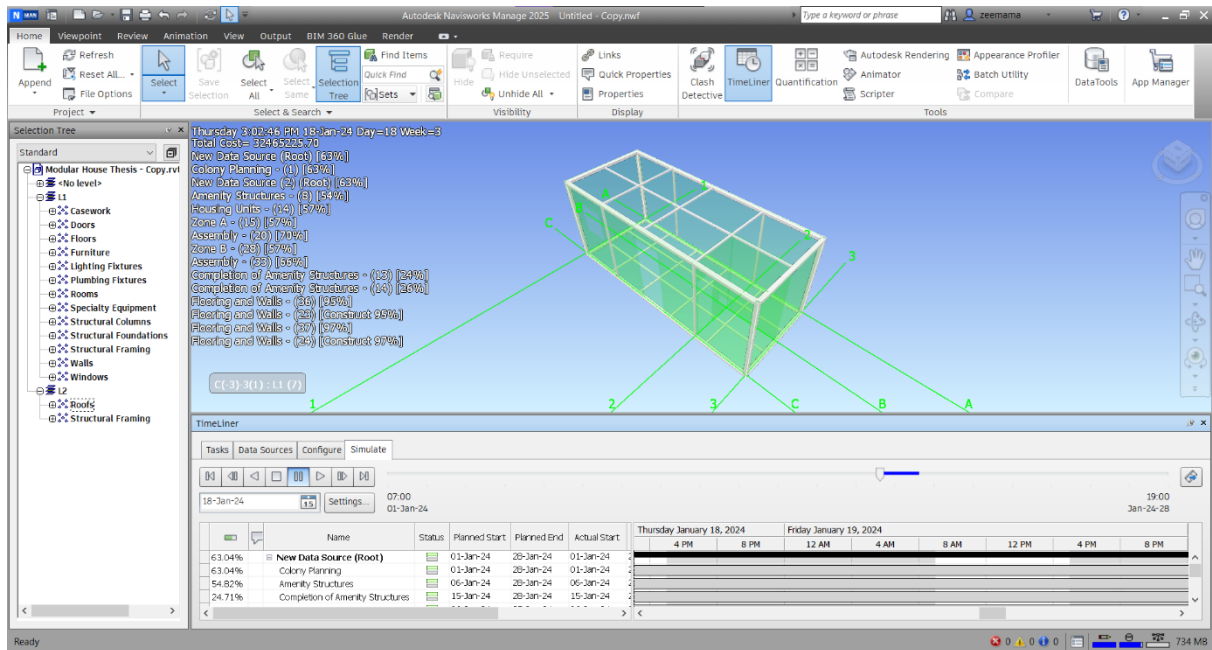 N MAN
Autodesk Navisworks Manage 2025 Untitled - Copy.nwf
Type a keyword or phrase
zeemama
Home Viewpoint Review Animation View Output BIM 360 Glue Render
Append
Refresh
Reset All...
File Options
Project
Select
Save Selection
Select All
Select Same
Selection Tree
Find Items
Quick Find
Sets
Select & Search
Hide
Require
Hide Unselected
Unhide All
Visibility
Links
Quick Properties
Properties
Display
Clash Detective
TimeLiner
Quantification
Autodesk Rendering
Animator
Scripter
Appearance Profiler
Batch Utility
Compare
Tools
DataTools
App Manager
Selection Tree
Standard
Modular House Thesis - Copy.rvt
<No level>
L1
Casework
Doors
Floors
Furniture
Lighting Fixtures
Plumbing Fixtures
Rooms
Specialty Equipment
Structural Columns
Structural Foundations
Structural Framing
Walls
Windows
L2
Roofs
Structural Framing
Thursday 3:02:46 PM 18-Jan-24 Day=18 Week=3
Total Cost= 32465225.70
New Data Source (Root) [63%]
Colony Planning - (1) [63%]
New Data Source (2) (Root) [63%]
Amenity Structures - (8) [54%]
Housing Units - (14) [57%]
Zone A - (15) [57%]
Assembly - (20) [70%]
Zone B - (28) [57%]
Assembly - (33) [66%]
Completion of Amenity Structures - (13) [24%]
Completion of Amenity Structures - (14) [26%]
Flooring and Walls - (36) [95%]
Flooring and Walls - (23) [Construct 95%]
Flooring and Walls - (37) [97%]
Flooring and Walls - (26) [Construct 97%]
A
1
B
C
2
3
C(-3)-3(1) : L1 (7)
1
2
3
C
B
A
TimeLiner
Tasks Data Sources Configure Simulate
18-Jan-24
15
Settings...
07:00
01-Jan-24
19:00
Jan-24-28
Name Status Planned Start Planned End Actual Start
Thursday January 18, 2024 Friday January 19, 2024
4 PM 8 PM 12 AM 4 AM 8 AM 12 PM 4 PM 8 PM
63.04% New Data Source (Root) 01-Jan-24 28-Jan-24 01-Jan-24
63.04% Colony Planning 01-Jan-24 28-Jan-24 01-Jan-24
54.82% Amenity Structures 06-Jan-24 28-Jan-24 06-Jan-24
24.71% Completion of Amenity Structures 15-Jan-24 28-Jan-24 15-Jan-24
Ready
0 0 0
734 MB